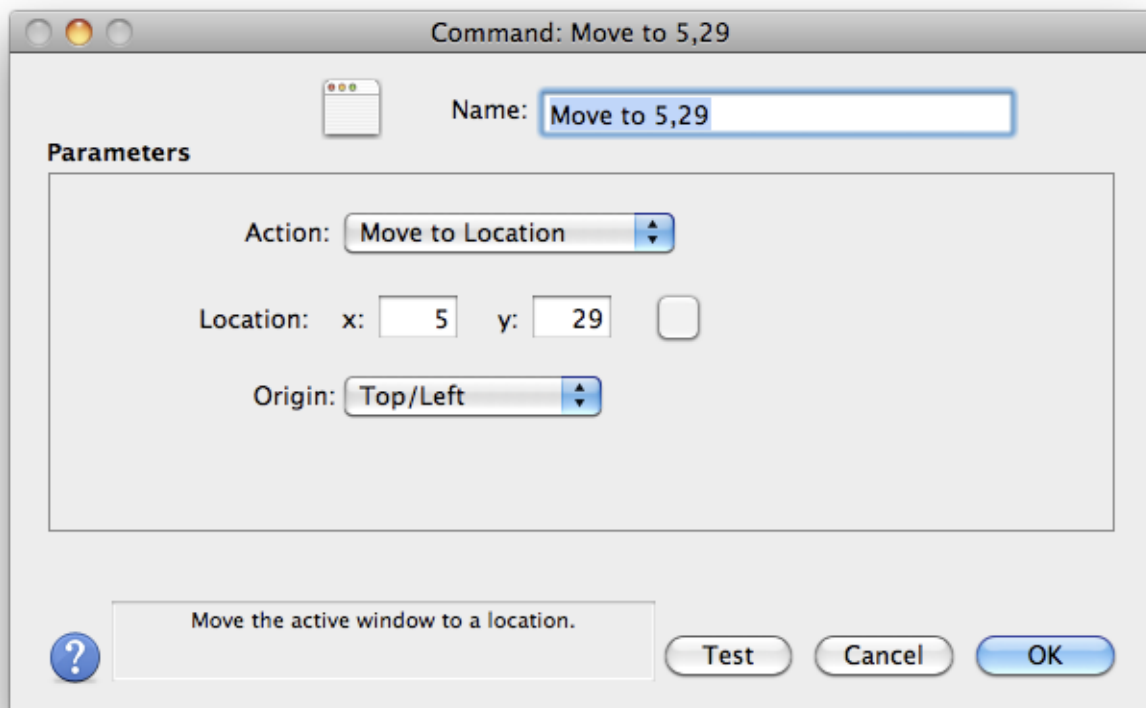 Command: Move to 5,29
Name: Move to 5,29
Parameters
Action: Move to Location
Location: x: 5 y: 29
Origin: Top/Left
Move the active window to a location.
? Test Cancel OK